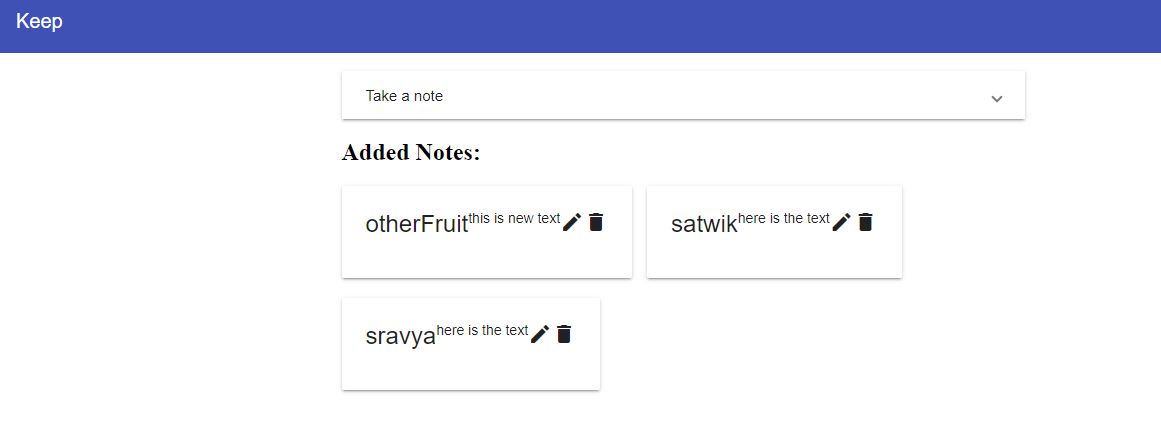 Keep
Take a note
Added Notes:
otherFruit this is new text
satwik here is the text
sravya here is the text